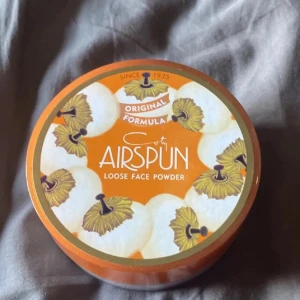 SINCE 1935
ORIGINAL
FORMULA
Coty
AIRSPUN
LOOSE FACE POWDER